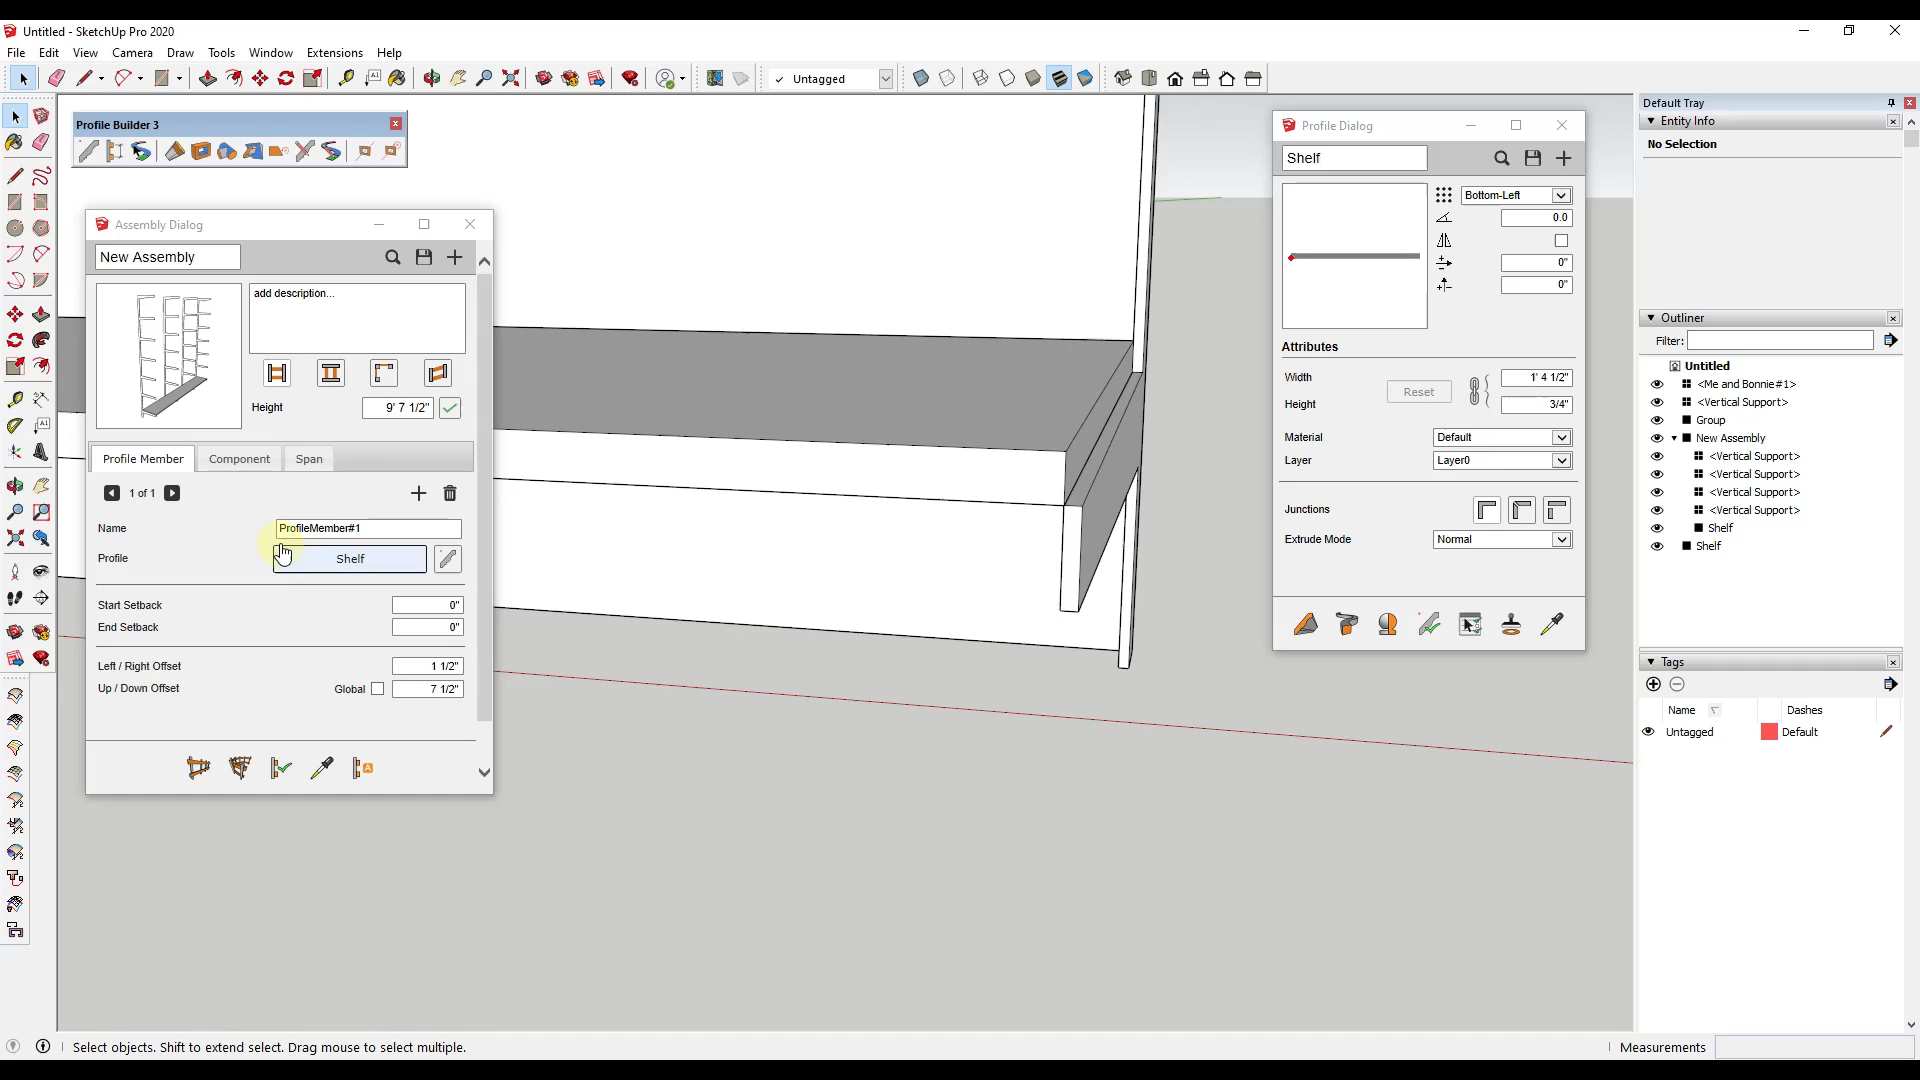 Untitled - SketchUp Pro 2020
File Edit View Camera Draw Tools Window Extensions Help
Untagged
Default Tray
Entity Info
No Selection
Profile Builder 3
Assembly Dialog
New Assembly
add description...
Height 9' 7 1/2"
Profile Member Component Span
1 of 1
Name ProfileMember#1
Profile Shelf
Start Setback 0"
End Setback 0"
Left / Right Offset 1 1/2"
Up / Down Offset Global 7 1/2"
Profile Dialog
Shelf
Bottom-Left
0.0
0"
0"
Attributes
Width 1' 4 1/2"
Reset
Height 3/4"
Material Default
Layer Layer0
Junctions
Extrude Mode Normal
Outliner
Filter:
Untitled
<Me and Bonnie#1>
<Vertical Support>
Group
New Assembly
<Vertical Support>
<Vertical Support>
<Vertical Support>
<Vertical Support>
Shelf
Shelf
Tags
Name Dashes
Untagged Default
Select objects. Shift to extend select. Drag mouse to select multiple.
Measurements